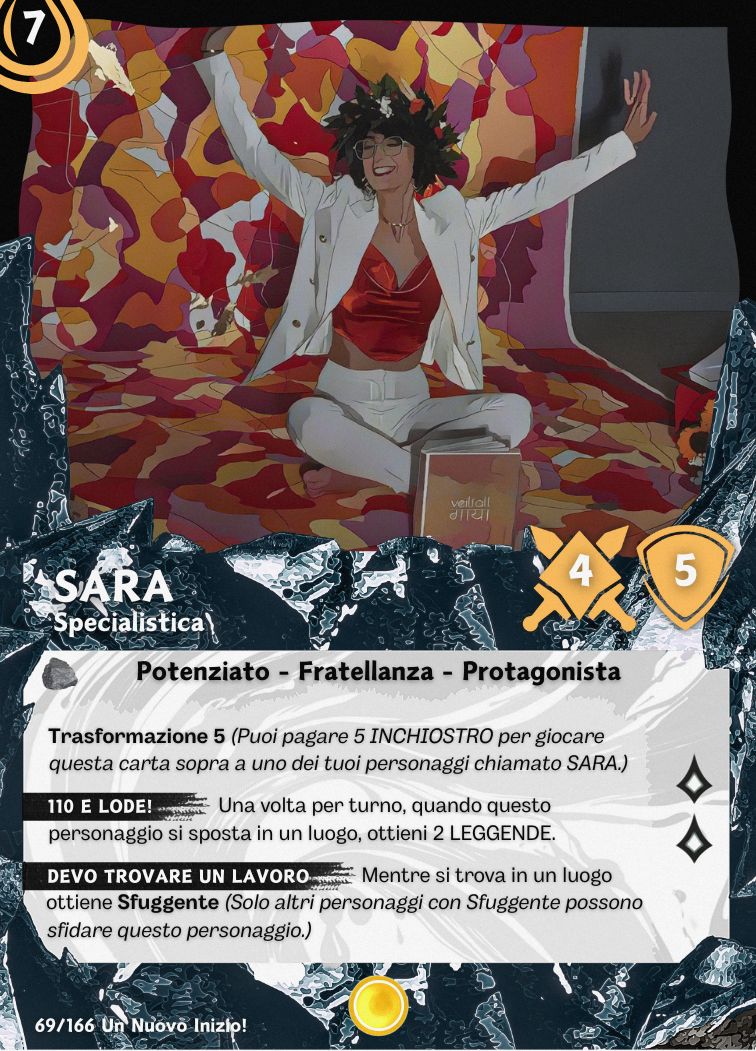 7
4
5
SARA
Specialistica
Potenziato - Fratellanza - Protagonista
Trasformazione 5 (Puoi pagare 5 INCHIOSTRO per giocare
questa carta sopra a uno dei tuoi personaggi chiamato SARA.)
110 E LODE! Una volta per turno, quando questo
personaggio si sposta in un luogo, ottieni 2 LEGGENDE.
DEVO TROVARE UN LAVORO Mentre si trova in un luogo
ottiene Sfuggente (Solo altri personaggi con Sfuggente possono
sfidare questo personaggio.)
69/166 Un Nuovo Inizio!